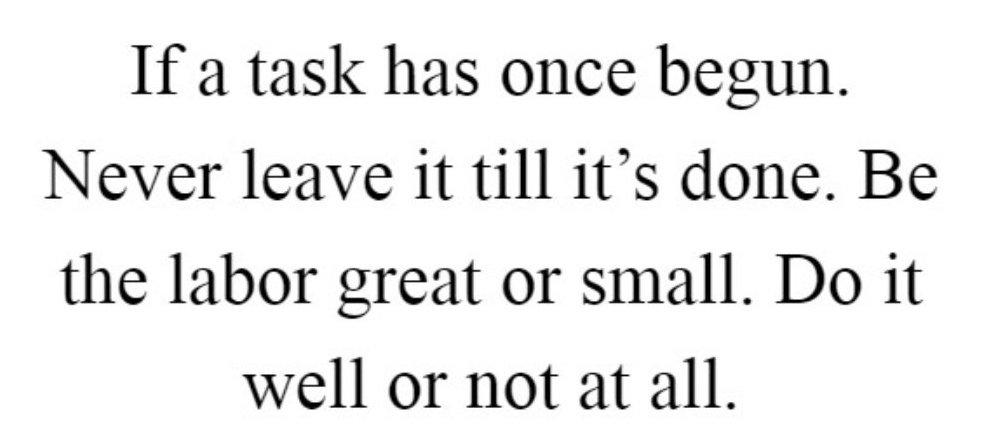 If a task has once begun.
Never leave it till it’s done. Be
the labor great or small. Do it
well or not at all.